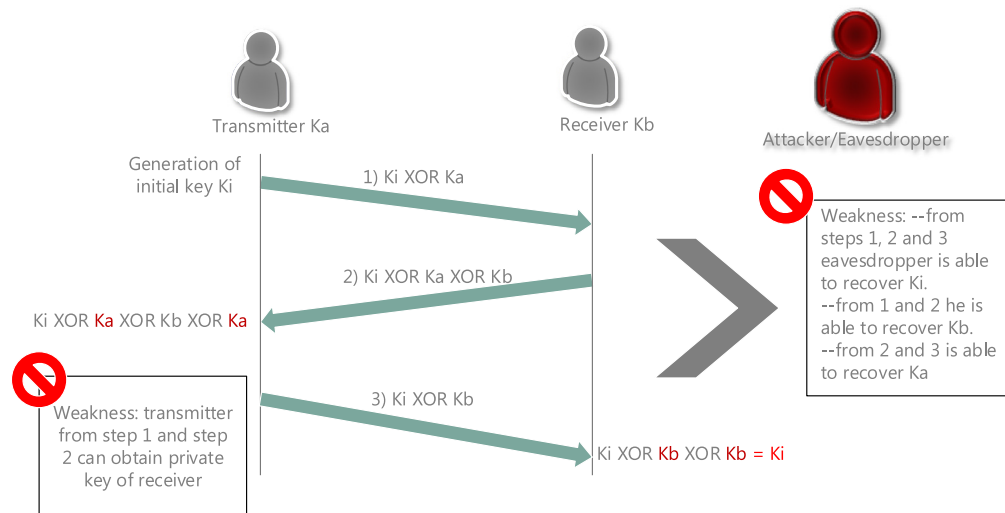 Transmitter Ka
Receiver Kb
Attacker/Eavesdropper
Generation of
initial key Ki
1) Ki XOR Ka
2) Ki XOR Ka XOR Kb
Ki XOR Ka XOR Kb XOR Ka
3) Ki XOR Kb
Ki XOR Kb XOR Kb = Ki
Weakness: transmitter
from step 1 and step
2 can obtain private
key of receiver
Weakness: --from
steps 1, 2 and 3
eavesdropper is able
to recover Ki.
--from 1 and 2 he is
able to recover Kb.
--from 2 and 3 is able
to recover Ka